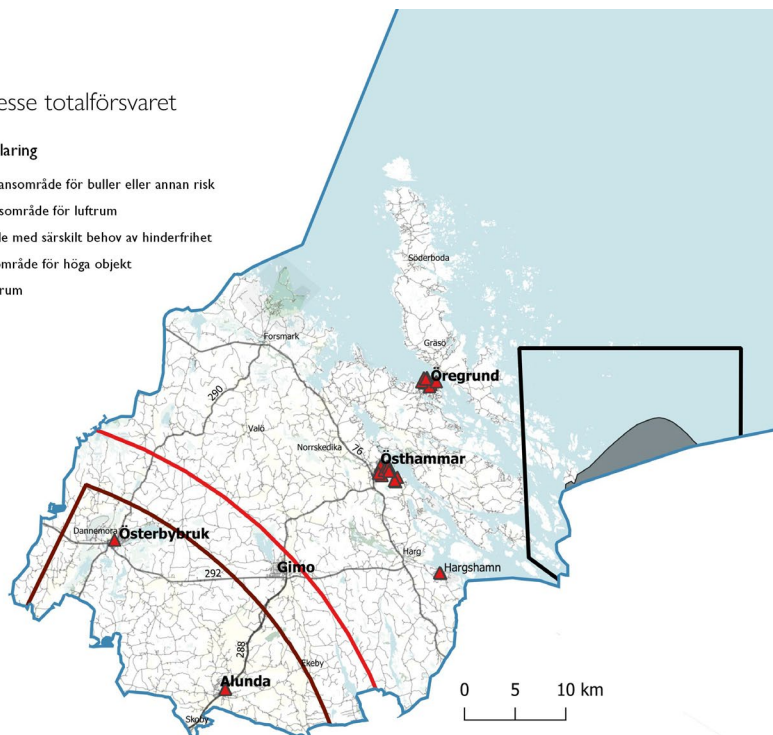 esse totalförsvaret
laring
ansområde för buller eller annan risk
sområde för luftrum
le med särskilt behov av hinderfrihet
område för höga objekt
rum
Söderboda
Gräsö
Forsmark
Öregrund
290
Valö
Norrskedika
76
Östhammar
Dannemora
Österbybruk
Harg
Hargshamn
292
Gimo
288
Ekeby
Alunda
Skoby
0 5 10 km